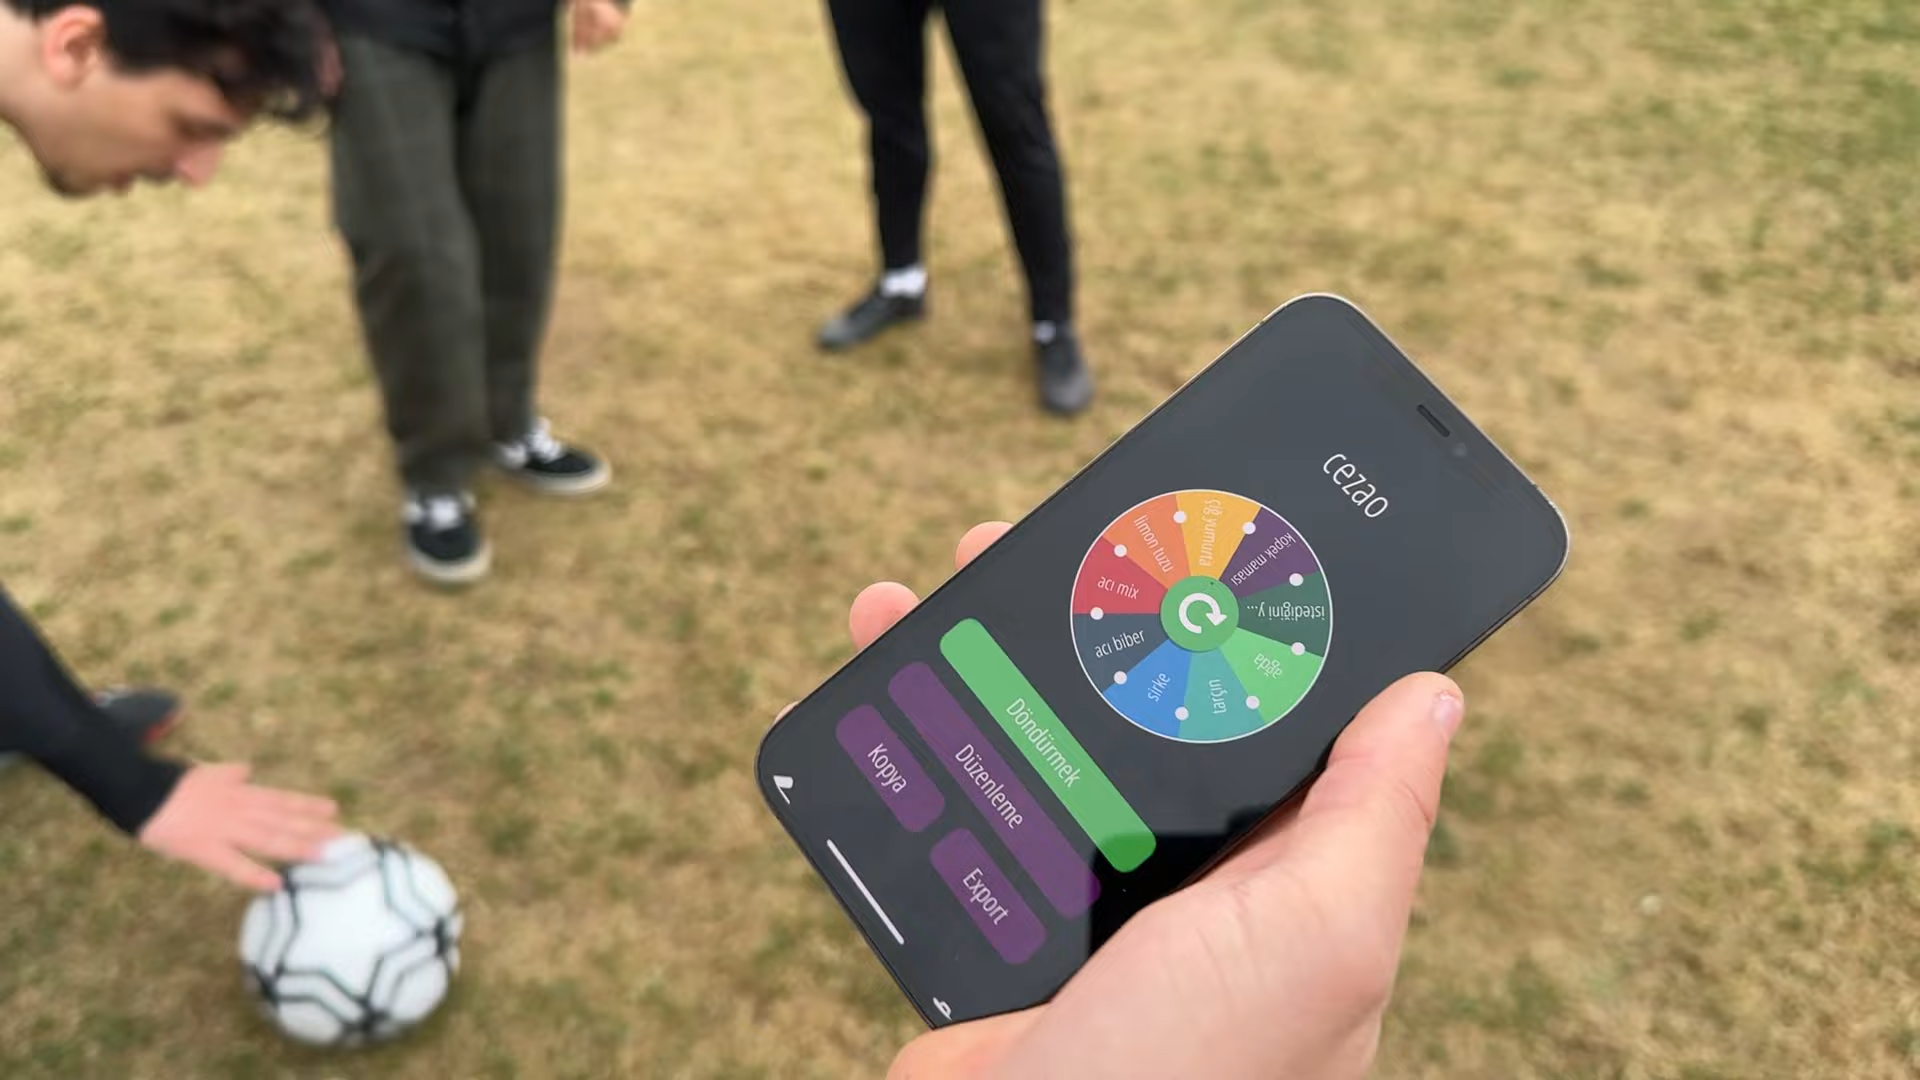 cezao
çiğ yumurta
köpek maması
istediğini y...
ağda
tarçın
sirke
acı biber
acı mix
limon tuzu
Döndürmek
Düzenleme
Kopya
Export